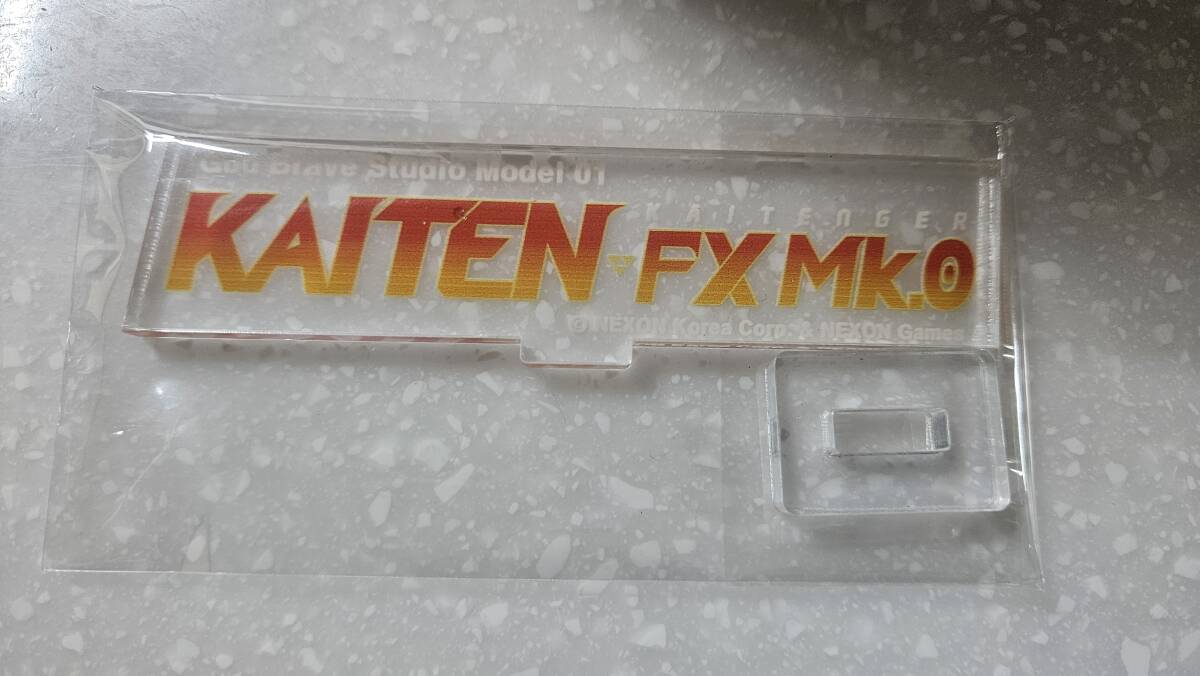 God Brave Studio Model 01
KAITENGER
KAITEN FX Mk.0
© NEXON Korea Corp. & NEXON Games